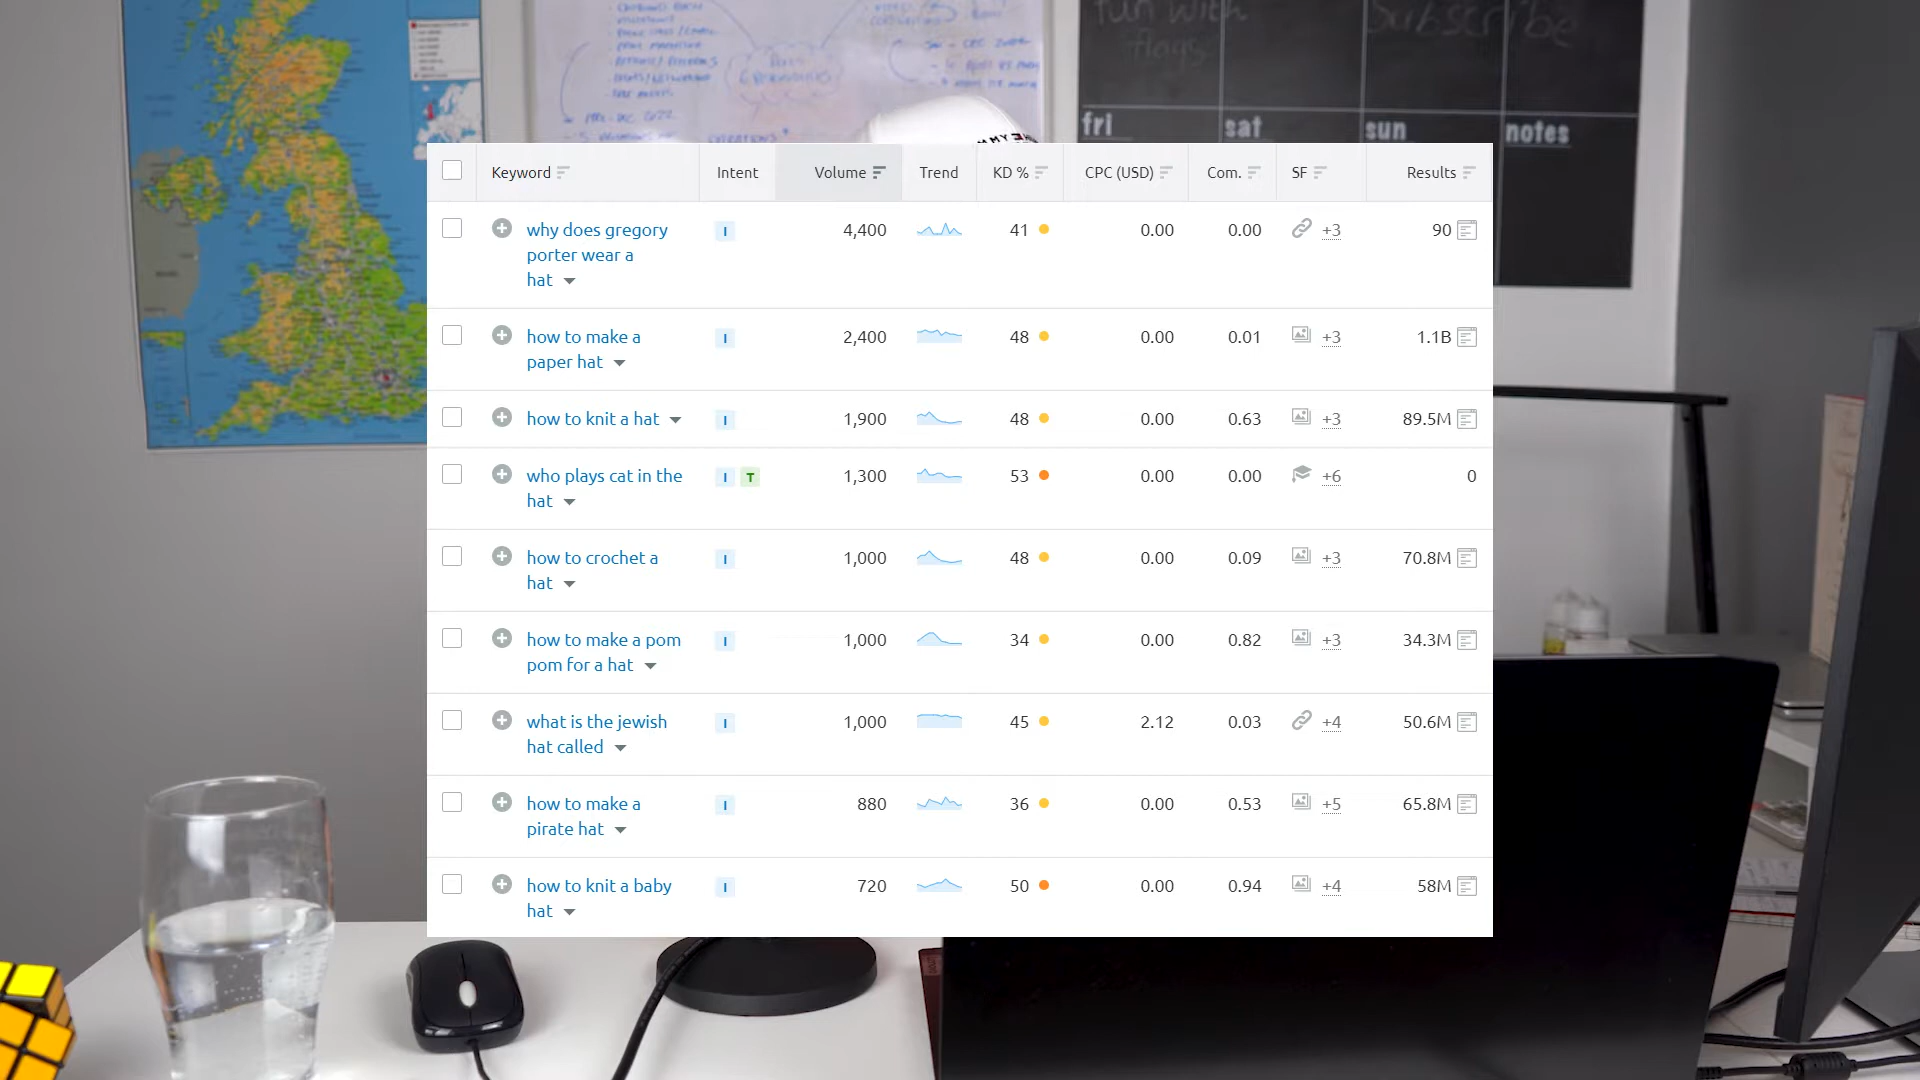 fun with
flags
Subscribe
fri
sat
sun
notes
Keyword Intent Volume Trend KD % CPC (USD) Com. SF Results
why does gregory porter wear a hat I 4,400 41 0.00 0.00 +3 90
how to make a paper hat I 2,400 48 0.00 0.01 +3 1.1B
how to knit a hat I 1,900 48 0.00 0.63 +3 89.5M
who plays cat in the hat I T 1,300 53 0.00 0.00 +6 0
how to crochet a hat I 1,000 48 0.00 0.09 +3 70.8M
how to make a pom pom for a hat I 1,000 34 0.00 0.82 +3 34.3M
what is the jewish hat called I 1,000 45 2.12 0.03 +4 50.6M
how to make a pirate hat I 880 36 0.00 0.53 +5 65.8M
how to knit a baby hat I 720 50 0.00 0.94 +4 58M